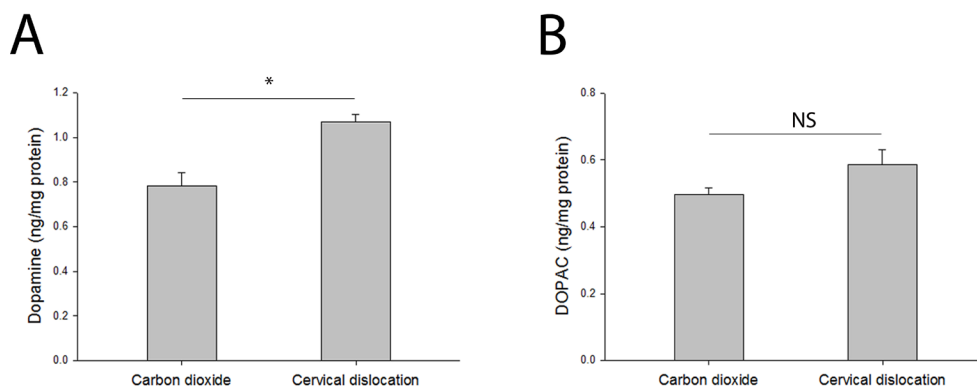 A
*
1.2
1.0
0.8
0.6
0.4
0.2
0.0
Dopamine (ng/mg protein)
Carbon dioxide
Cervical dislocation
B
NS
0.8
0.6
0.4
0.2
0.0
DOPAC (ng/mg protein)
Carbon dioxide
Cervical dislocation